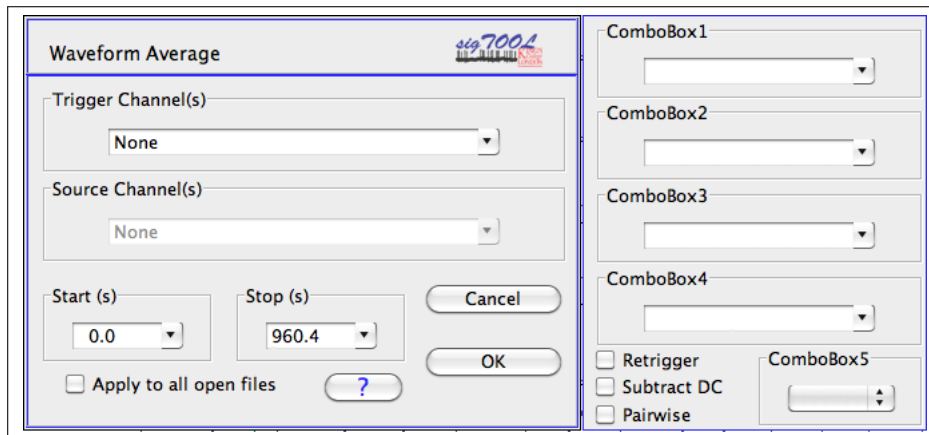 Waveform Average
sigTOOL
Trigger Channel(s)
None
Source Channel(s)
None
Start (s)
0.0
Stop (s)
960.4
Cancel
OK
Apply to all open files
?
ComboBox1
ComboBox2
ComboBox3
ComboBox4
Retrigger
Subtract DC
Pairwise
ComboBox5